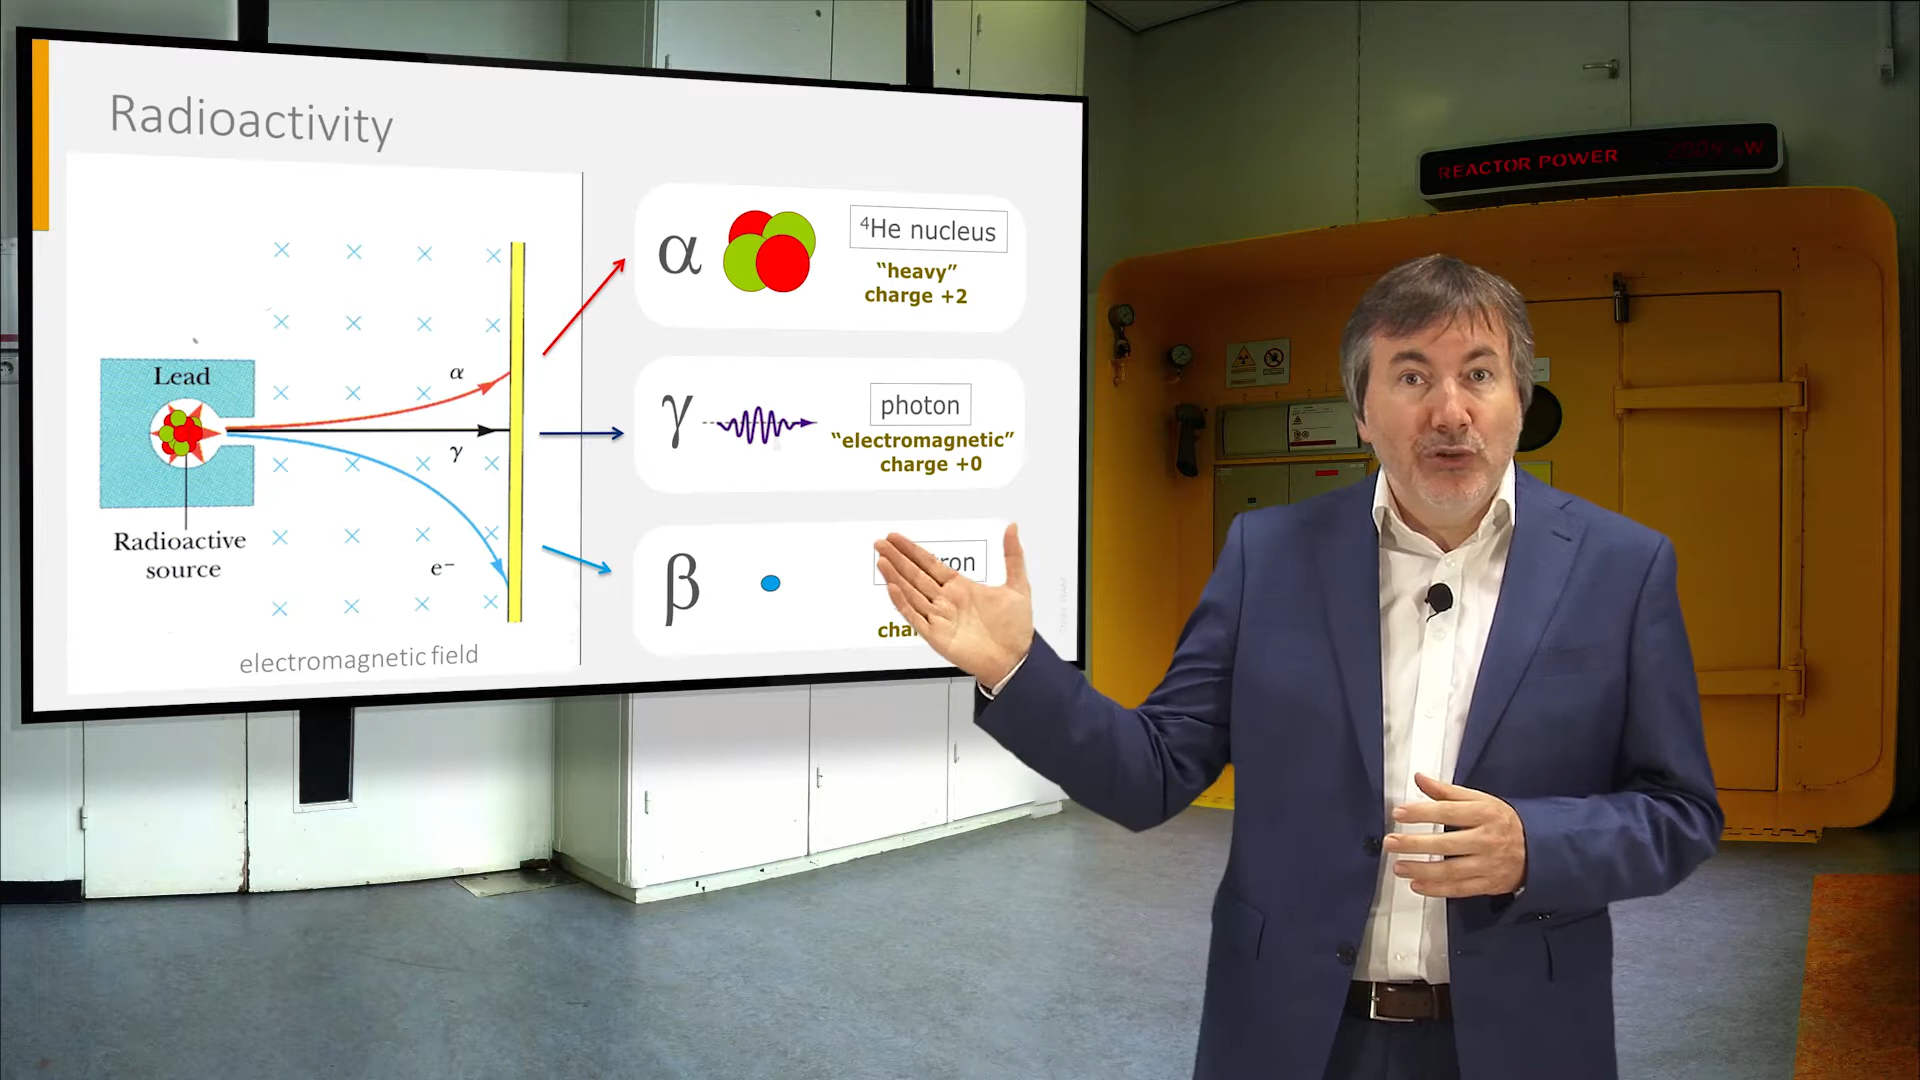 Radioactivity
Lead
Radioactive
source
α
γ
e⁻
electromagnetic field
α
⁴He nucleus
“heavy”
charge +2
γ
photon
“electromagnetic”
charge +0
β
REACTOR POWER